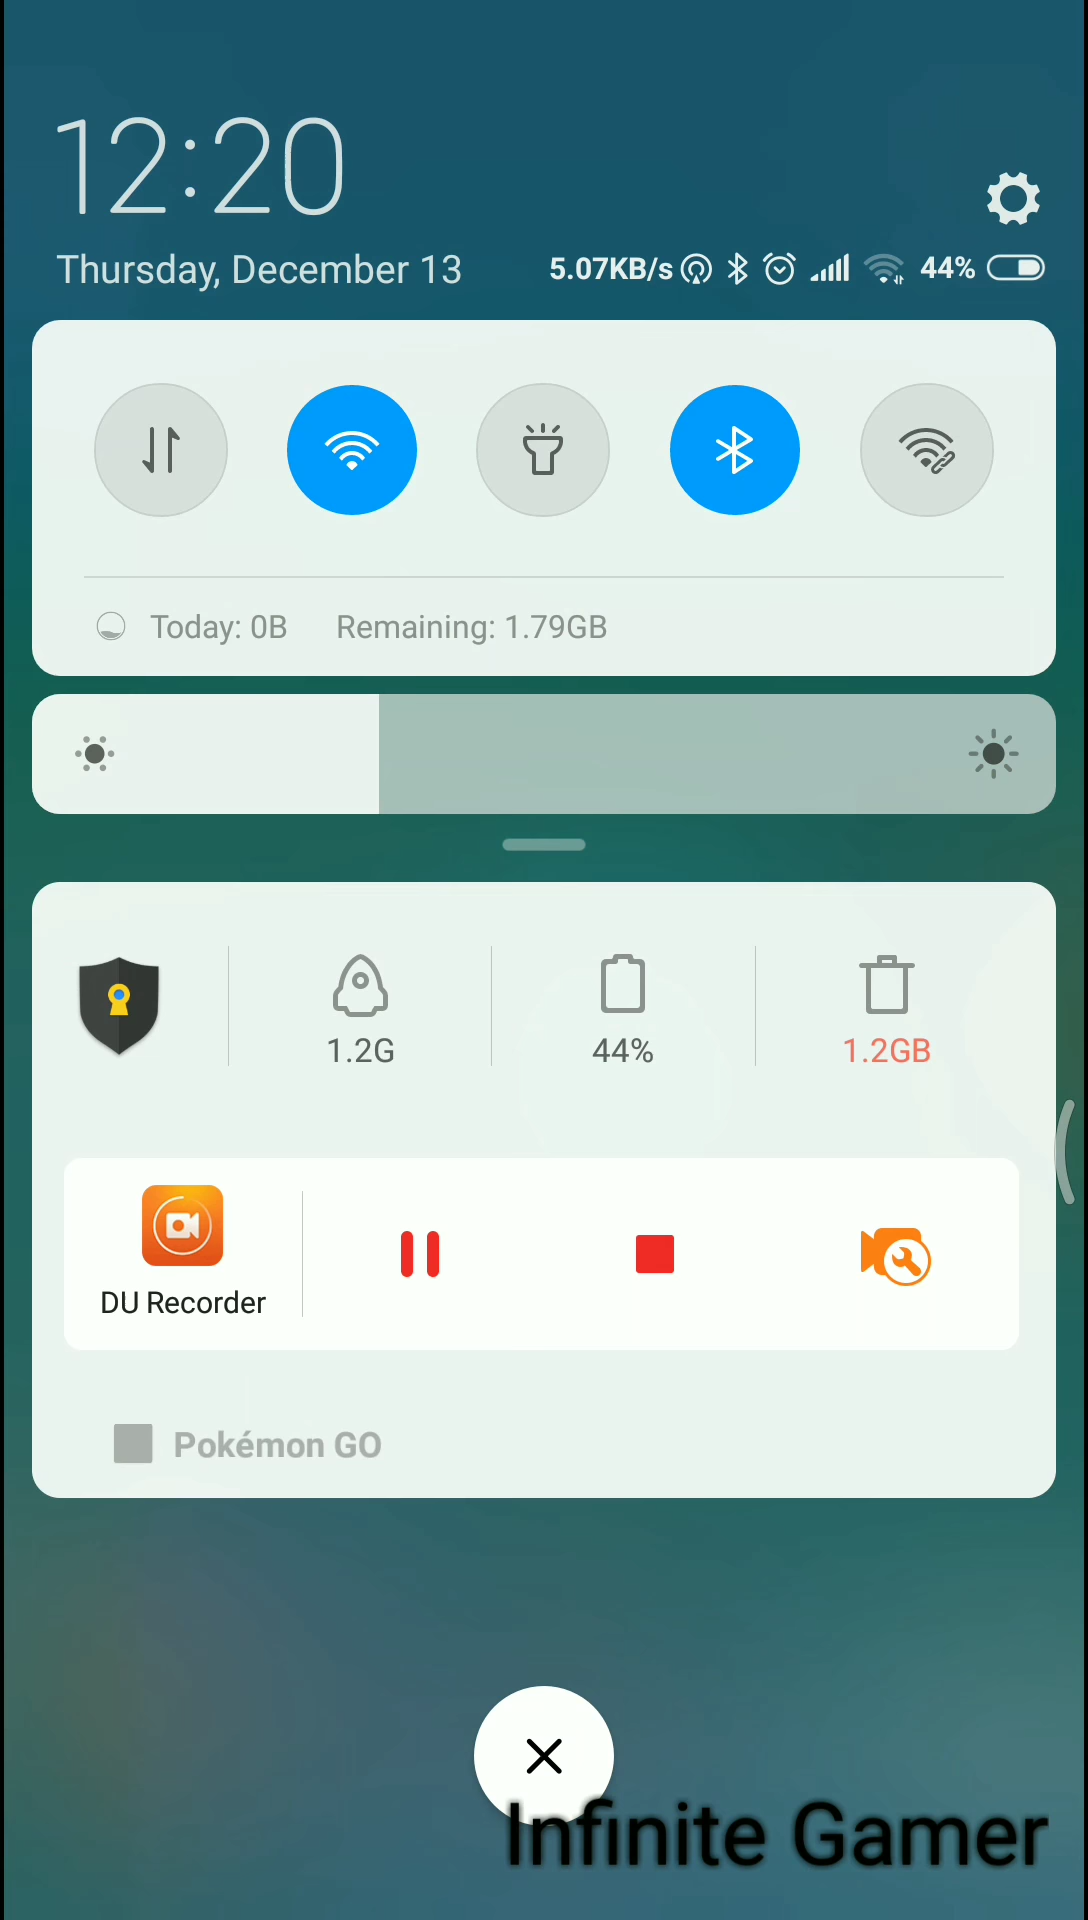 12:20
Thursday, December 13
5.07KB/s 44%
Today: 0B Remaining: 1.79GB
1.2G 44% 1.2GB
DU Recorder
Pokémon GO
Infinite Gamer